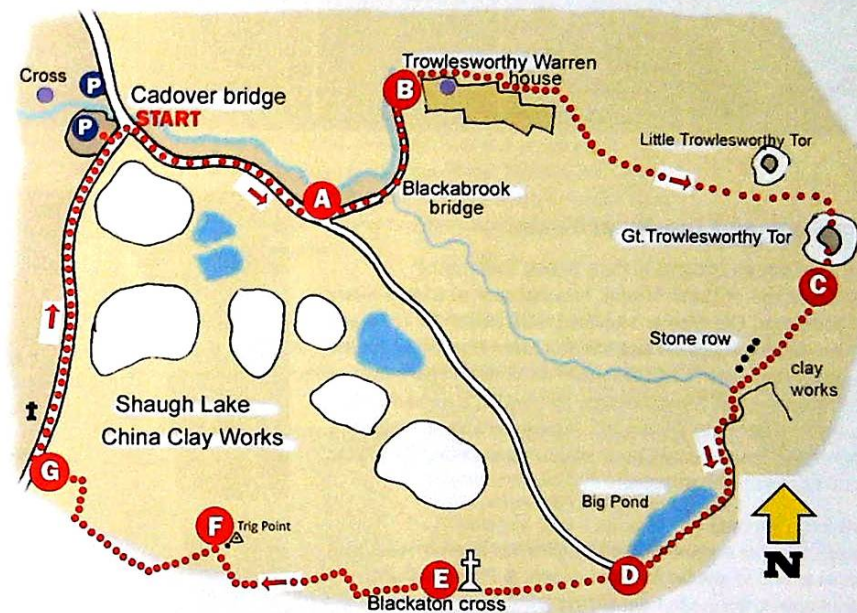 Cross
P
P
Cadover bridge
START
B
Trowlesworthy Warren
house
Little Trowlesworthy Tor
A
Blackabrook
bridge
Gt.Trowlesworthy Tor
C
Stone row
clay
works
Shaugh Lake
China Clay Works
G
Big Pond
F
Trig Point
N
E
D
Blackaton cross